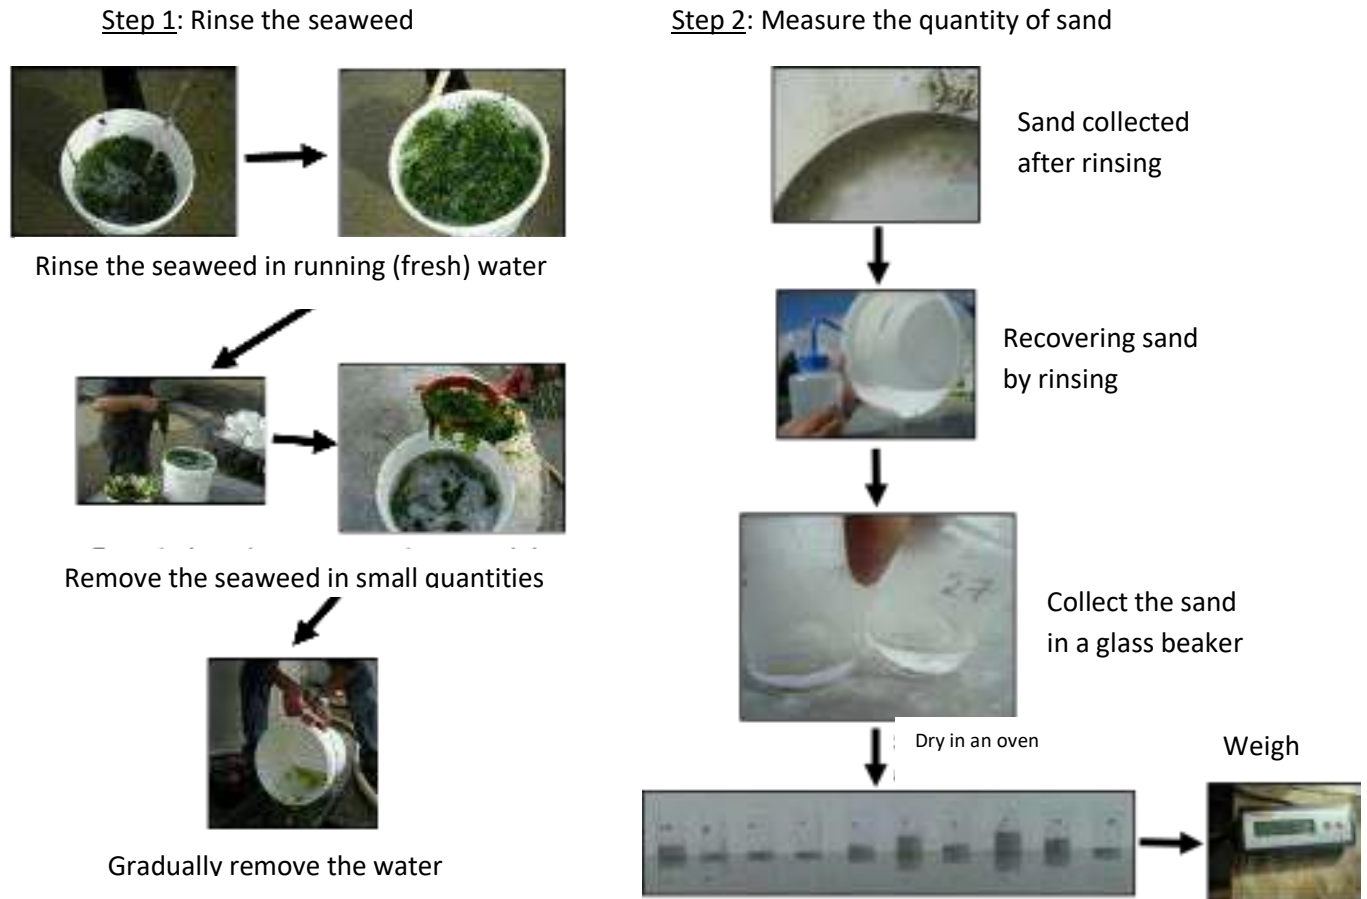 Step 1: Rinse the seaweed
Rinse the seaweed in running (fresh) water
Remove the seaweed in small quantities
Gradually remove the water
Step 2: Measure the quantity of sand
Sand collected
after rinsing
Recovering sand
by rinsing
27
Collect the sand
in a glass beaker
Dry in an oven
Weigh